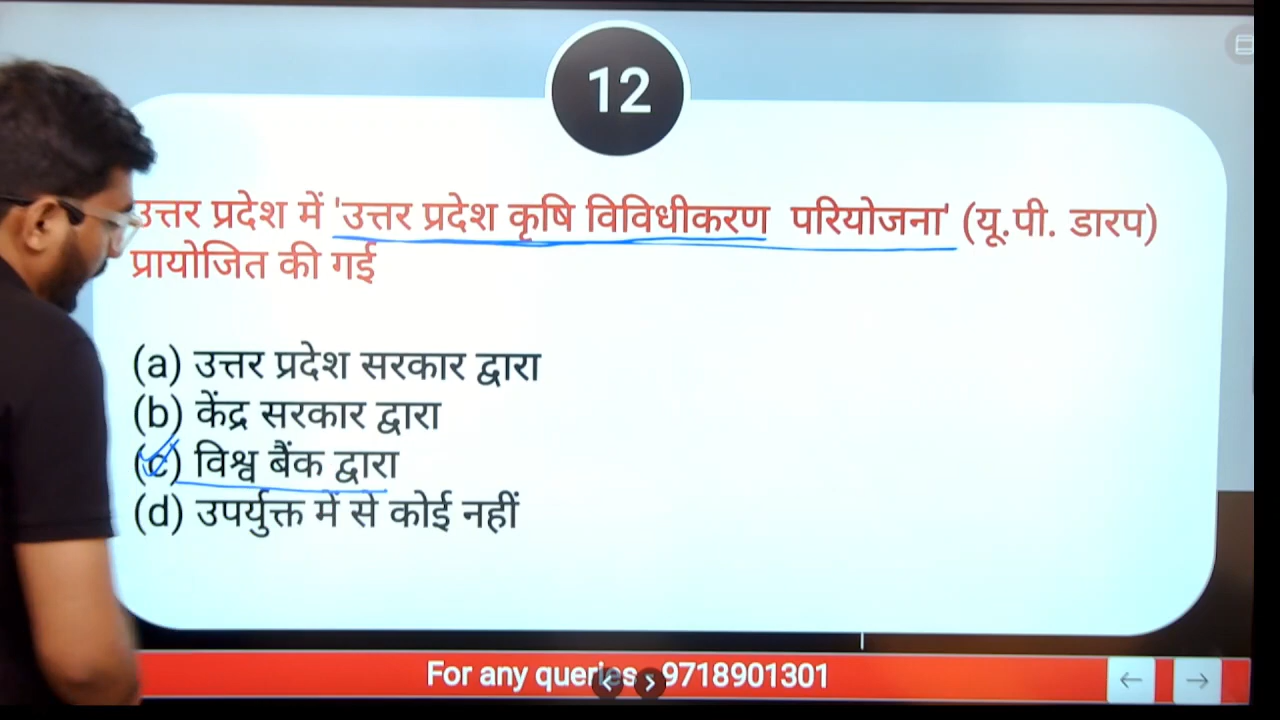 12
उत्तर प्रदेश में 'उत्तर प्रदेश कृषि विविधीकरण परियोजना' (यू.पी. डारप)
प्रायोजित की गई
(a) उत्तर प्रदेश सरकार द्वारा
(b) केंद्र सरकार द्वारा
(c) विश्व बैंक द्वारा
(d) उपर्युक्त में से कोई नहीं
For any queries - 9718901301